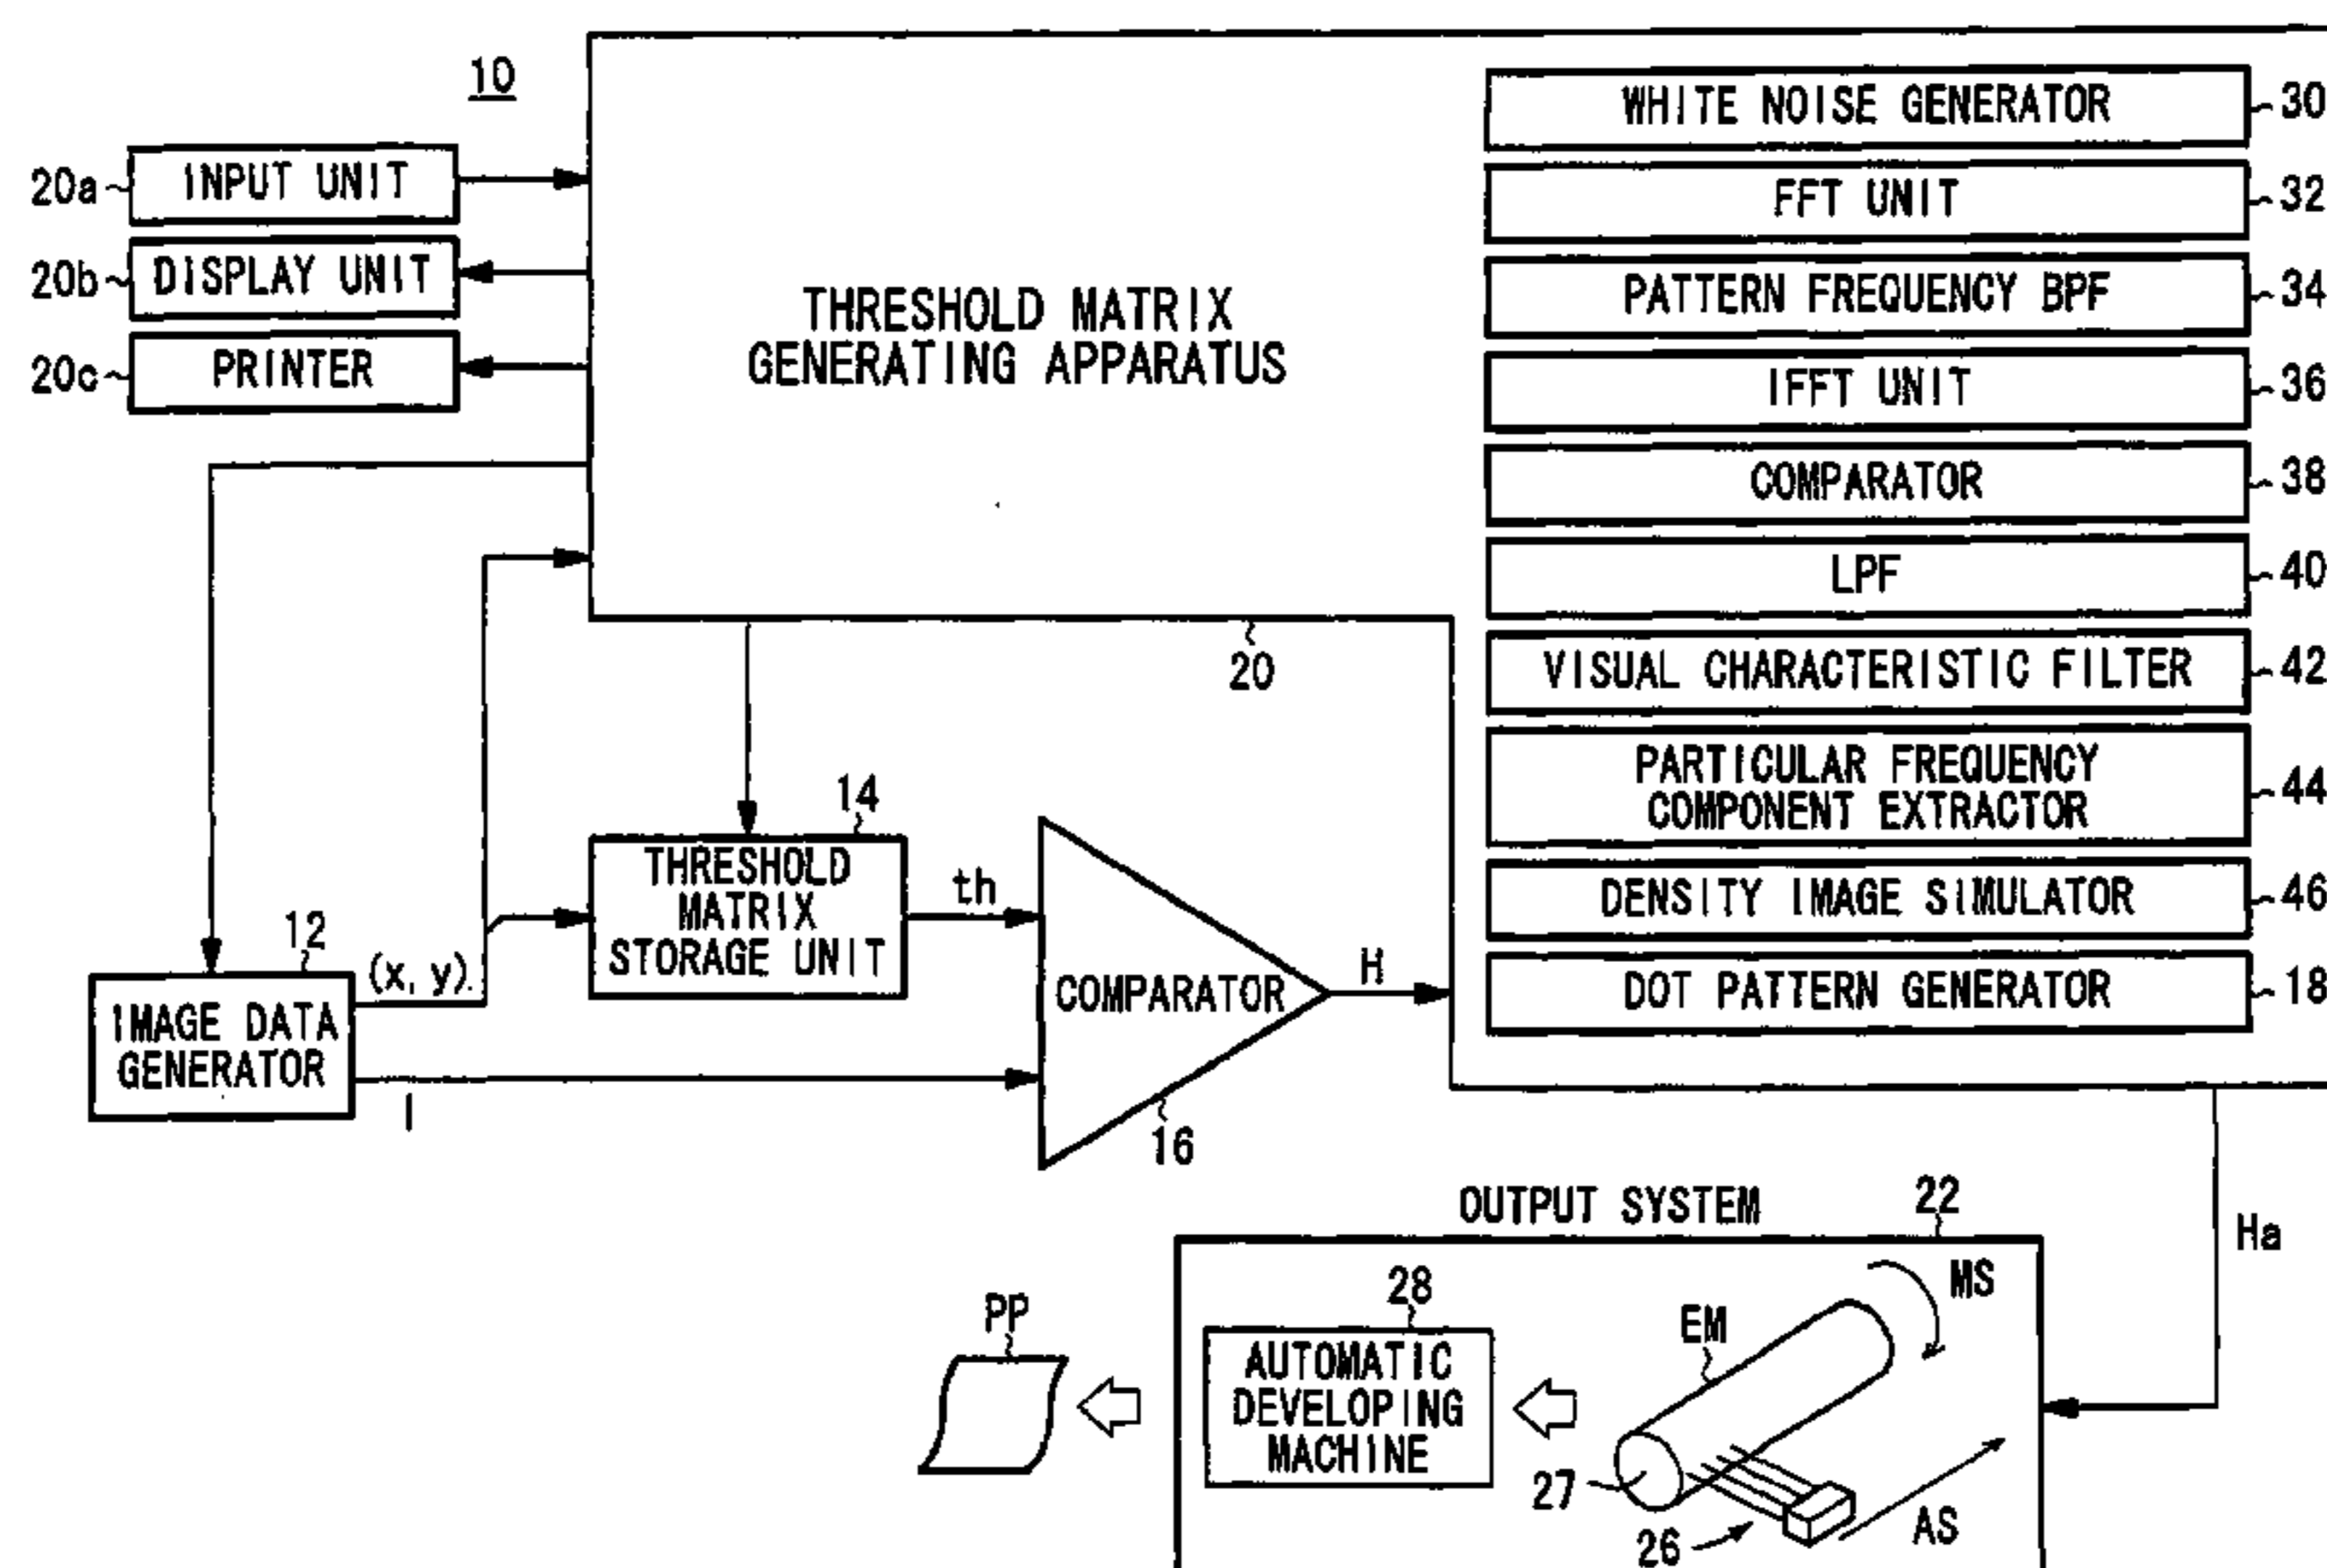 10
20a
INPUT UNIT
20b
DISPLAY UNIT
20c
PRINTER
THRESHOLD MATRIX
GENERATING APPARATUS
20
WHITE NOISE GENERATOR
30
FFT UNIT
32
PATTERN FREQUENCY BPF
34
IFFT UNIT
36
COMPARATOR
38
LPF
40
VISUAL CHARACTERISTIC FILTER
42
PARTICULAR FREQUENCY
COMPONENT EXTRACTOR
44
DENSITY IMAGE SIMULATOR
46
DOT PATTERN GENERATOR
18
12
(x, y)
IMAGE DATA
GENERATOR
I
14
THRESHOLD
MATRIX
STORAGE UNIT
th
COMPARATOR
16
H
Ha
OUTPUT SYSTEM
22
PP
28
AUTOMATIC
DEVELOPING
MACHINE
EM
MS
27
26
AS